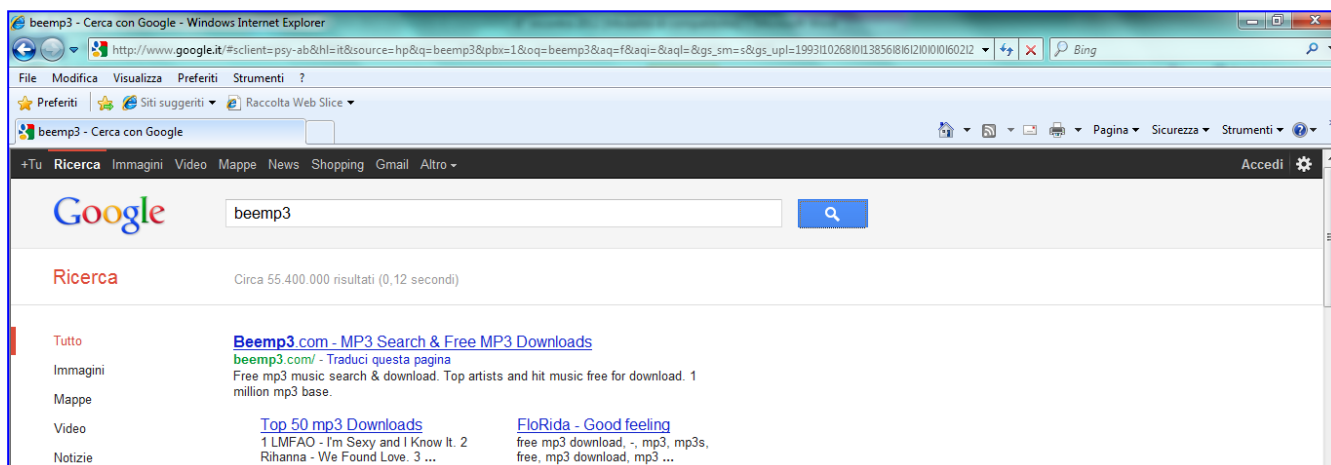 beemp3 - Cerca con Google - Windows Internet Explorer
http://www.google.it/#sclient=psy-ab&hl=it&source=hp&q=beemp3&pbx=1&oq=beemp3&aq=f&aqi=&aql=&gs_sm=s&gs_upl=1993l10268l0l13856l8l6l2l0l0l0l602l2 Bing
File Modifica Visualizza Preferiti Strumenti ?
Preferiti Siti suggeriti Raccolta Web Slice
beemp3 - Cerca con Google Pagina Sicurezza Strumenti
+Tu Ricerca Immagini Video Mappe News Shopping Gmail Altro Accedi
Google beemp3
Ricerca Circa 55.400.000 risultati (0,12 secondi)
Tutto
Immagini
Mappe
Video
Notizie
Beemp3.com - MP3 Search & Free MP3 Downloads
beemp3.com/ - Traduci questa pagina
Free mp3 music search & download. Top artists and hit music free for download. 1
million mp3 base.
Top 50 mp3 Downloads
1 LMFAO - I'm Sexy and I Know It. 2
Rihanna - We Found Love. 3 ...
FloRida - Good feeling
free mp3 download, -, mp3, mp3s,
free, mp3 download, mp3 ...